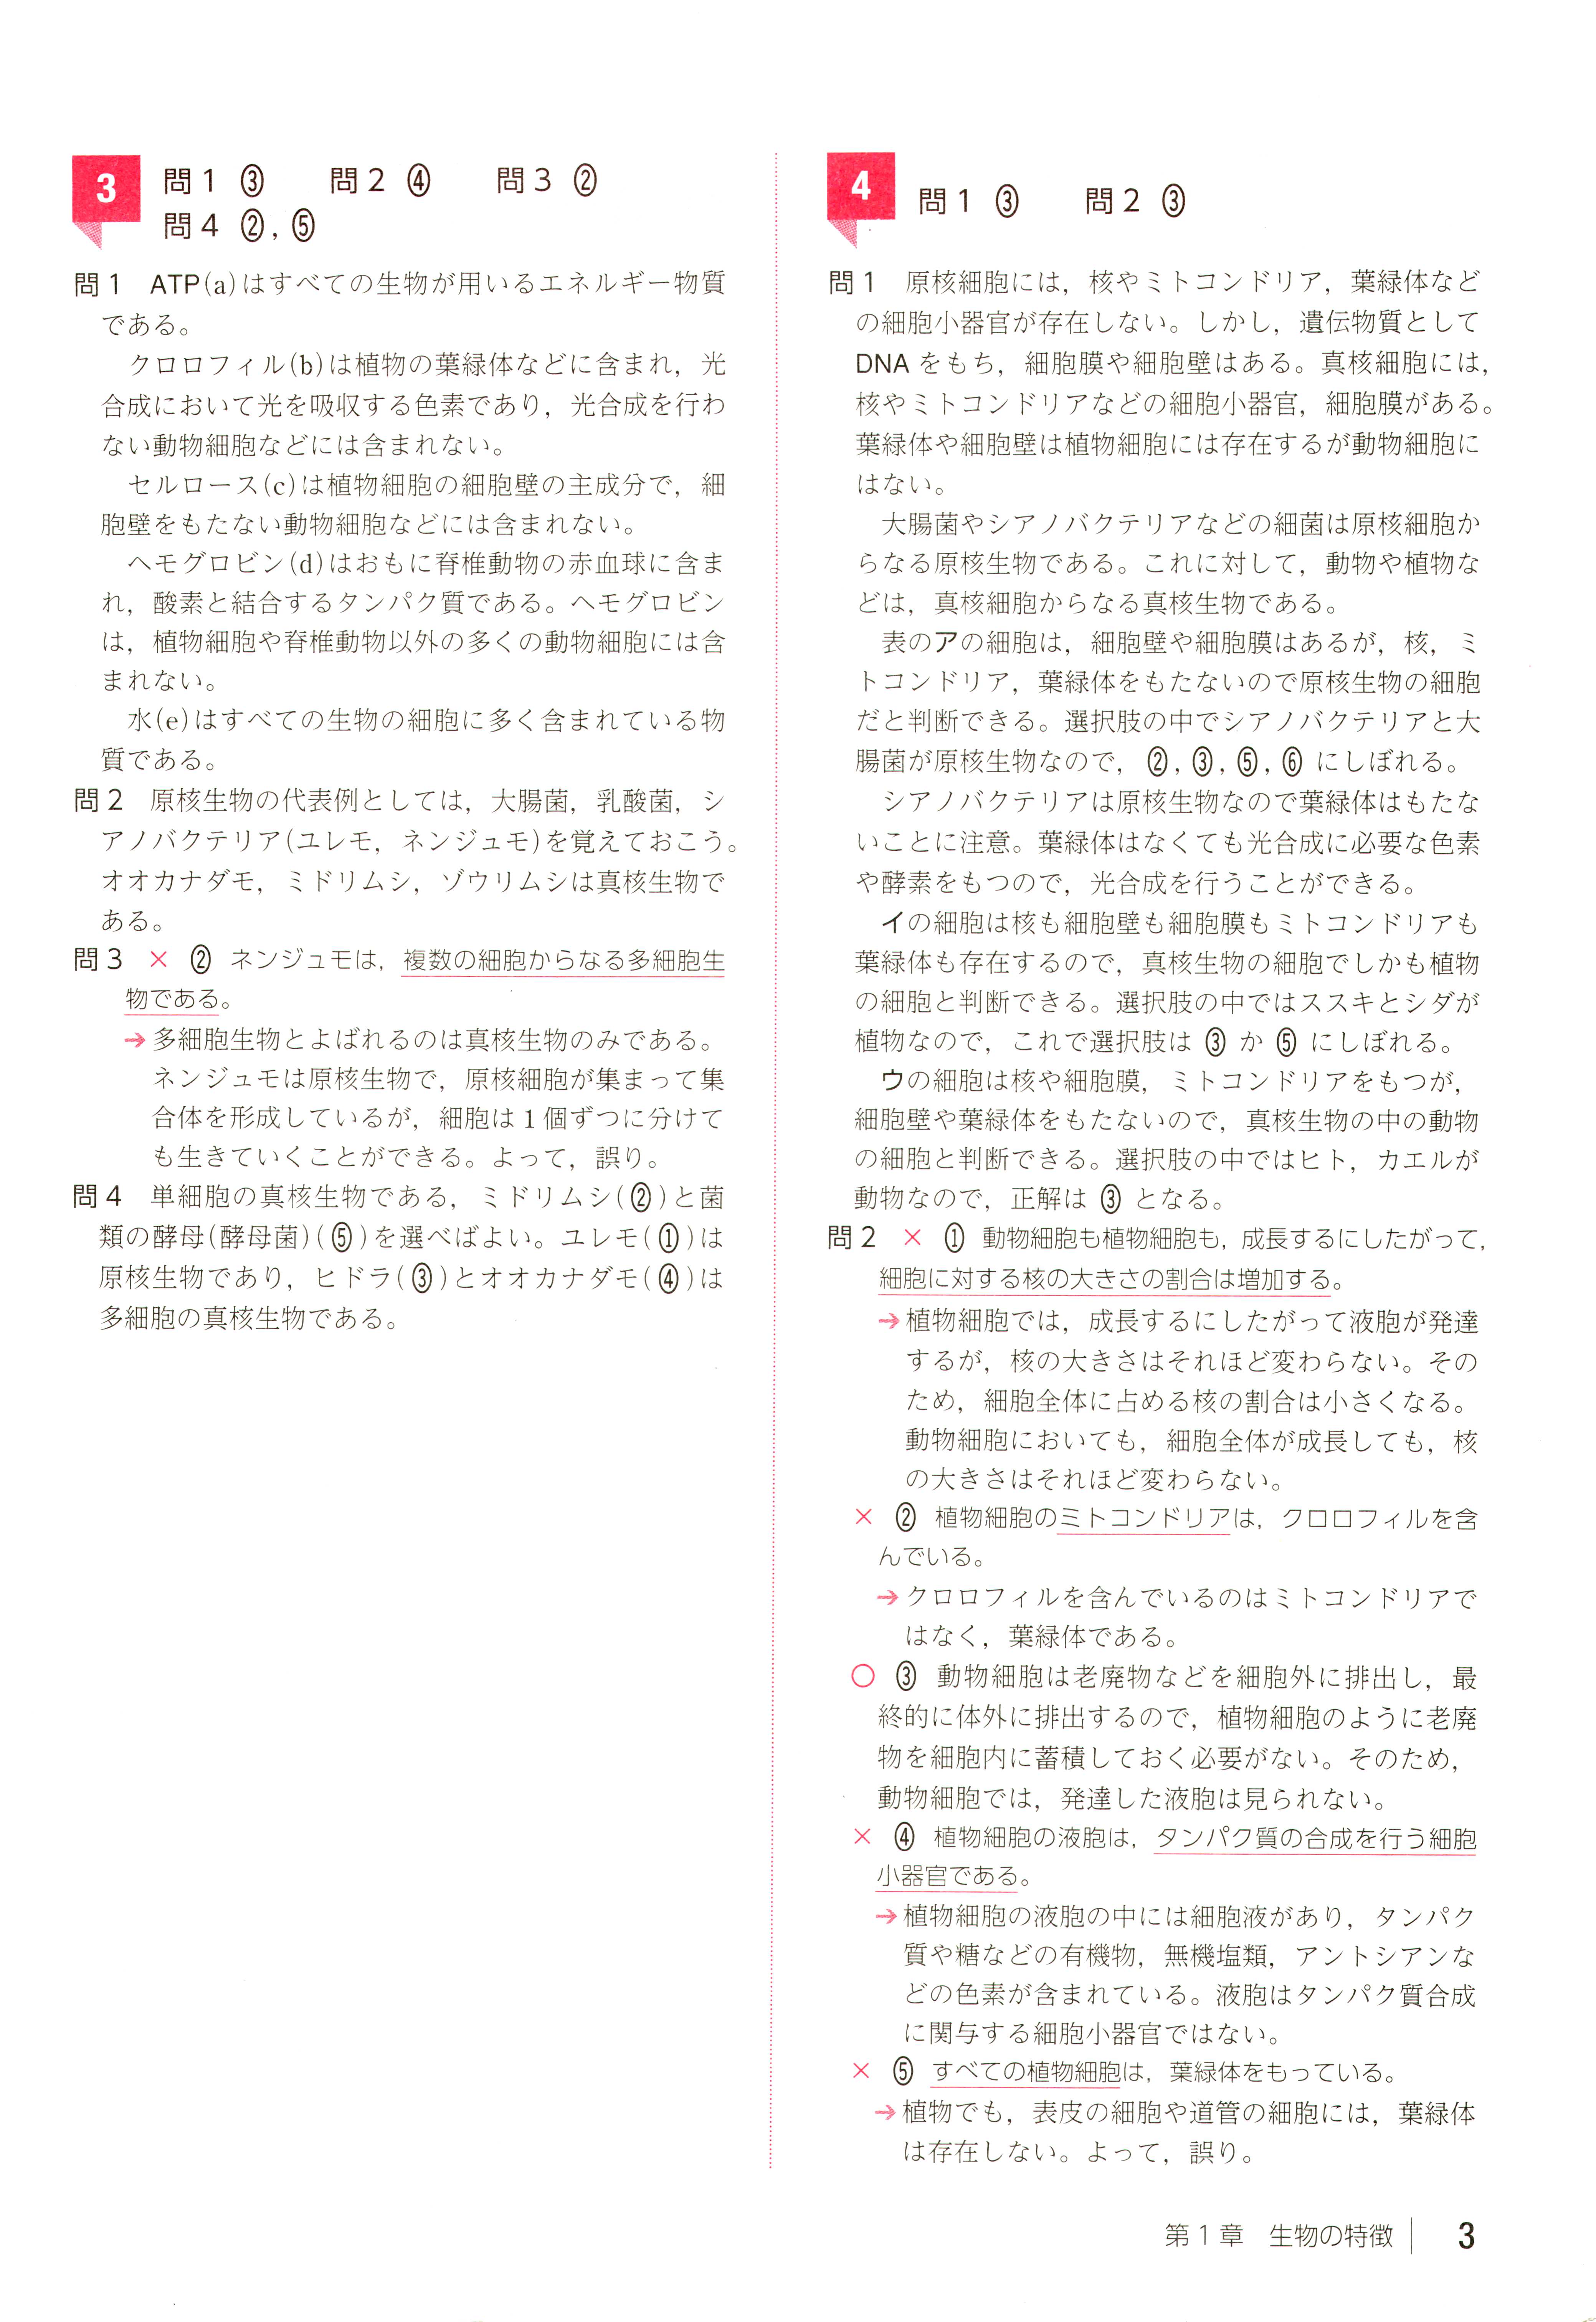 3
問1 ③ 問2 ④ 問3 ②
問4 ②,⑤
問1 ATP(a)はすべての生物が用いるエネルギー物質
である。
クロロフィル(b)は植物の葉緑体などに含まれ，光
合成において光を吸収する色素であり，光合成を行わ
ない動物細胞などには含まれない。
セルロース(c)は植物細胞の細胞壁の主成分で，細
胞壁をもたない動物細胞などには含まれない。
ヘモグロビン(d)はおもに脊椎動物の赤血球に含ま
れ，酸素と結合するタンパク質である。ヘモグロビン
は，植物細胞や脊椎動物以外の多くの動物細胞には含
まれない。
水(e)はすべての生物の細胞に多く含まれている物
質である。
問2 原核生物の代表例としては，大腸菌，乳酸菌，シ
アノバクテリア(ユレモ，ネンジュモ)を覚えておこう。
オオカナダモ，ミドリムシ，ゾウリムシは真核生物で
ある。
問3 × ② ネンジュモは，複数の細胞からなる多細胞生
物である。
→多細胞生物とよばれるのは真核生物のみである。
ネンジュモは原核生物で，原核細胞が集まって集
合体を形成しているが，細胞は1個ずつに分けて
も生きていくことができる。よって，誤り。
問4 単細胞の真核生物である，ミドリムシ(②)と菌
類の酵母(酵母菌)(⑤)を選べばよい。ユレモ(①)は
原核生物であり，ヒドラ(③)とオオカナダモ(④)は
多細胞の真核生物である。
4
問1 ③ 問2 ③
問1 原核細胞には，核やミトコンドリア，葉緑体など
の細胞小器官が存在しない。しかし，遺伝物質として
DNAをもち，細胞膜や細胞壁はある。真核細胞には，
核やミトコンドリアなどの細胞小器官，細胞膜がある。
葉緑体や細胞壁は植物細胞には存在するが動物細胞に
はない。
大腸菌やシアノバクテリアなどの細菌は原核細胞か
らなる原核生物である。これに対して，動物や植物な
どは，真核細胞からなる真核生物である。
表のアの細胞は，細胞壁や細胞膜はあるが，核，ミ
トコンドリア，葉緑体をもたないので原核生物の細胞
だと判断できる。選択肢の中でシアノバクテリアと大
腸菌が原核生物なので，②,③,⑤,⑥ にしぼれる。
シアノバクテリアは原核生物なので葉緑体はもたな
いことに注意。葉緑体はなくても光合成に必要な色素
や酵素をもつので，光合成を行うことができる。
イの細胞は核も細胞壁も細胞膜もミトコンドリアも
葉緑体も存在するので，真核生物の細胞でしかも植物
の細胞と判断できる。選択肢の中ではススキとシダが
植物なので，これで選択肢は ③ か ⑤ にしぼれる。
ウの細胞は核や細胞膜，ミトコンドリアをもつが，
細胞壁や葉緑体をもたないので，真核生物の中の動物
の細胞と判断できる。選択肢の中ではヒト，カエルが
動物なので，正解は ③ となる。
問2 × ① 動物細胞も植物細胞も，成長するにしたがって，
細胞に対する核の大きさの割合は増加する。
→植物細胞では，成長するにしたがって液胞が発達
するが，核の大きさはそれほど変わらない。その
ため，細胞全体に占める核の割合は小さくなる。
動物細胞においても，細胞全体が成長しても，核
の大きさはそれほど変わらない。
× ② 植物細胞のミトコンドリアは，クロロフィルを含
んでいる。
→クロロフィルを含んでいるのはミトコンドリアで
はなく，葉緑体である。
○ ③ 動物細胞は老廃物などを細胞外に排出し，最
終的に体外に排出するので，植物細胞のように老廃
物を細胞内に蓄積しておく必要がない。そのため，
動物細胞では，発達した液胞は見られない。
× ④ 植物細胞の液胞は，タンパク質の合成を行う細胞
小器官である。
→植物細胞の液胞の中には細胞液があり，タンパク
質や糖などの有機物，無機塩類，アントシアンな
どの色素が含まれている。液胞はタンパク質合成
に関与する細胞小器官ではない。
× ⑤ すべての植物細胞は，葉緑体をもっている。
→植物でも，表皮の細胞や道管の細胞には，葉緑体
は存在しない。よって，誤り。
第1章 生物の特徴 3